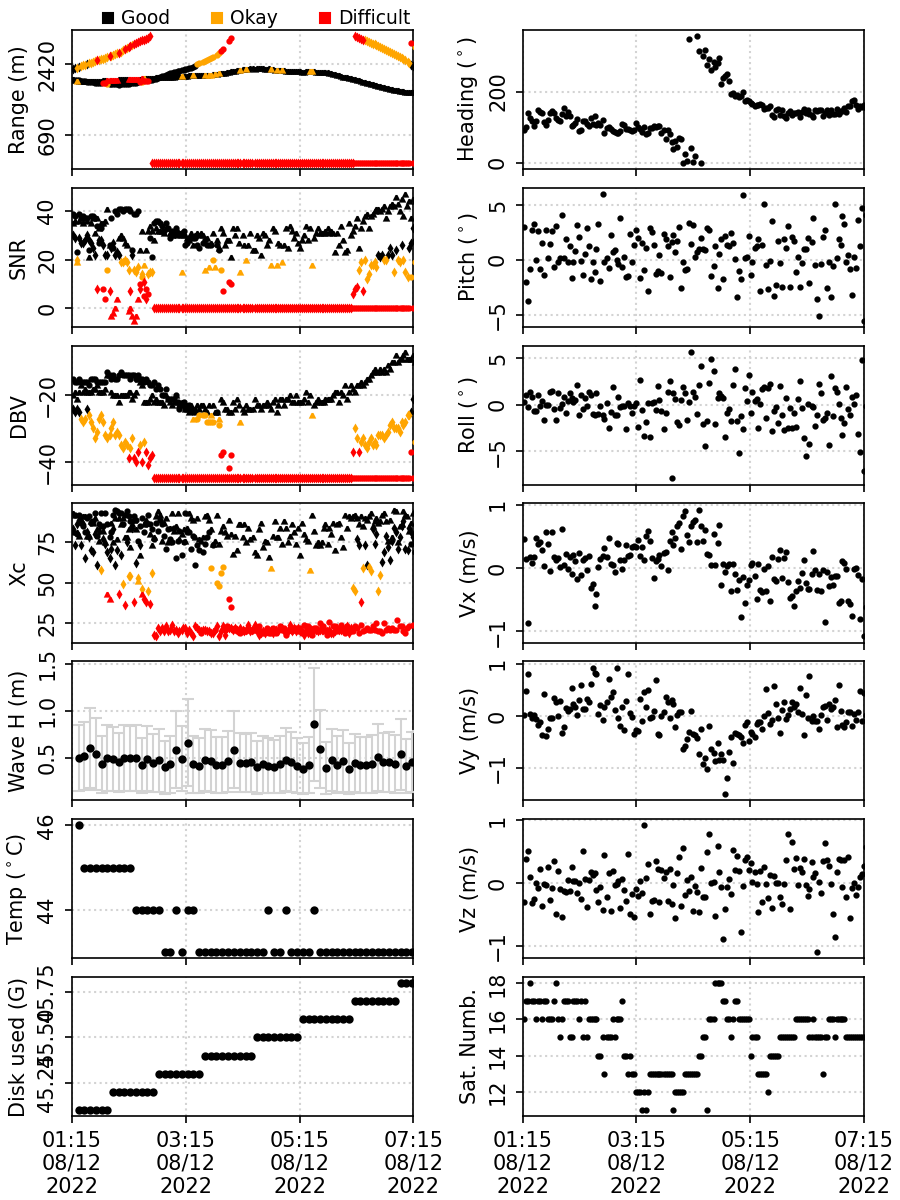 Good Okay Difficult
Range (m)
2420
690
Heading (°)
200
0
SNR
40
20
0
Pitch (°)
5
0
−5
DBV
−20
−40
Roll (°)
5
0
−5
Xc
75
50
25
Vx (m/s)
1
0
−1
Wave H (m)
1.5
1.0
0.5
Vy (m/s)
1
0
−1
Temp (°C)
46
44
Vz (m/s)
1
0
−1
Disk used (G)
45.75
45.50
45.25
Sat. Numb.
18
16
14
12
01:15 03:15 05:15 07:15
08/12 08/12 08/12 08/12
2022 2022 2022 2022
01:15 03:15 05:15 07:15
08/12 08/12 08/12 08/12
2022 2022 2022 2022